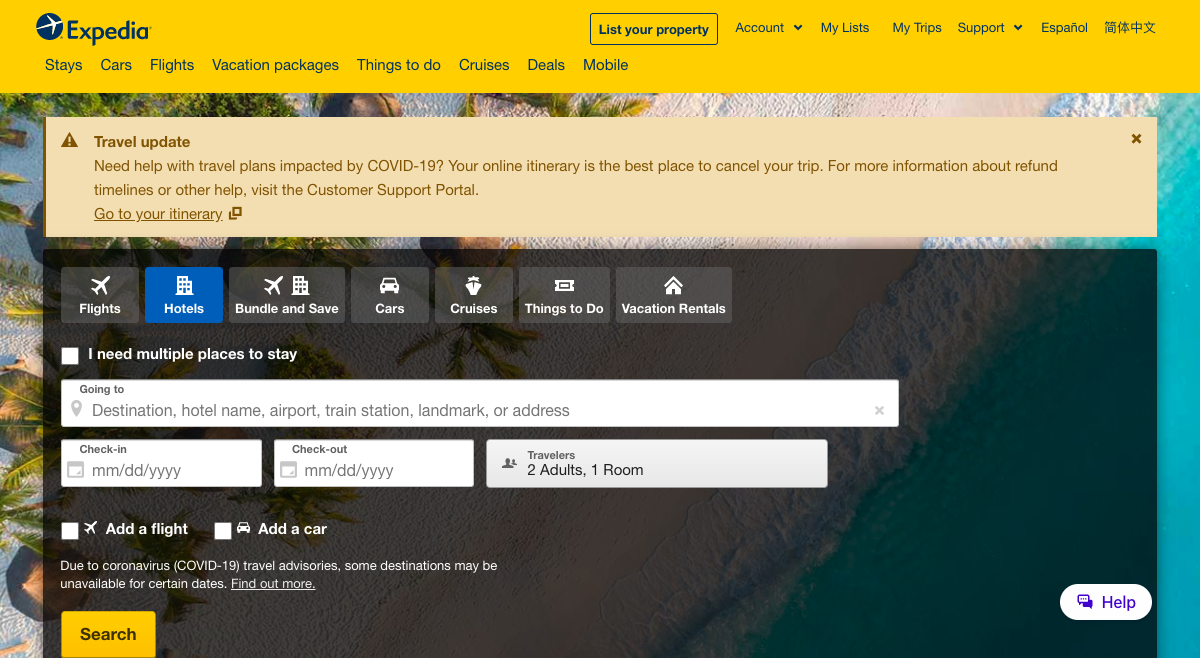 Expedia
List your property
Account
My Lists
My Trips
Support
Español
简体中文
Stays
Cars
Flights
Vacation packages
Things to do
Cruises
Deals
Mobile
Travel update
Need help with travel plans impacted by COVID-19? Your online itinerary is the best place to cancel your trip. For more information about refund
timelines or other help, visit the Customer Support Portal.
Go to your itinerary
Flights
Hotels
Bundle and Save
Cars
Cruises
Things to Do
Vacation Rentals
I need multiple places to stay
Going to
Destination, hotel name, airport, train station, landmark, or address
Check-in
mm/dd/yyyy
Check-out
mm/dd/yyyy
Travelers
2 Adults, 1 Room
Add a flight
Add a car
Due to coronavirus (COVID-19) travel advisories, some destinations may be
unavailable for certain dates. Find out more.
Help
Search